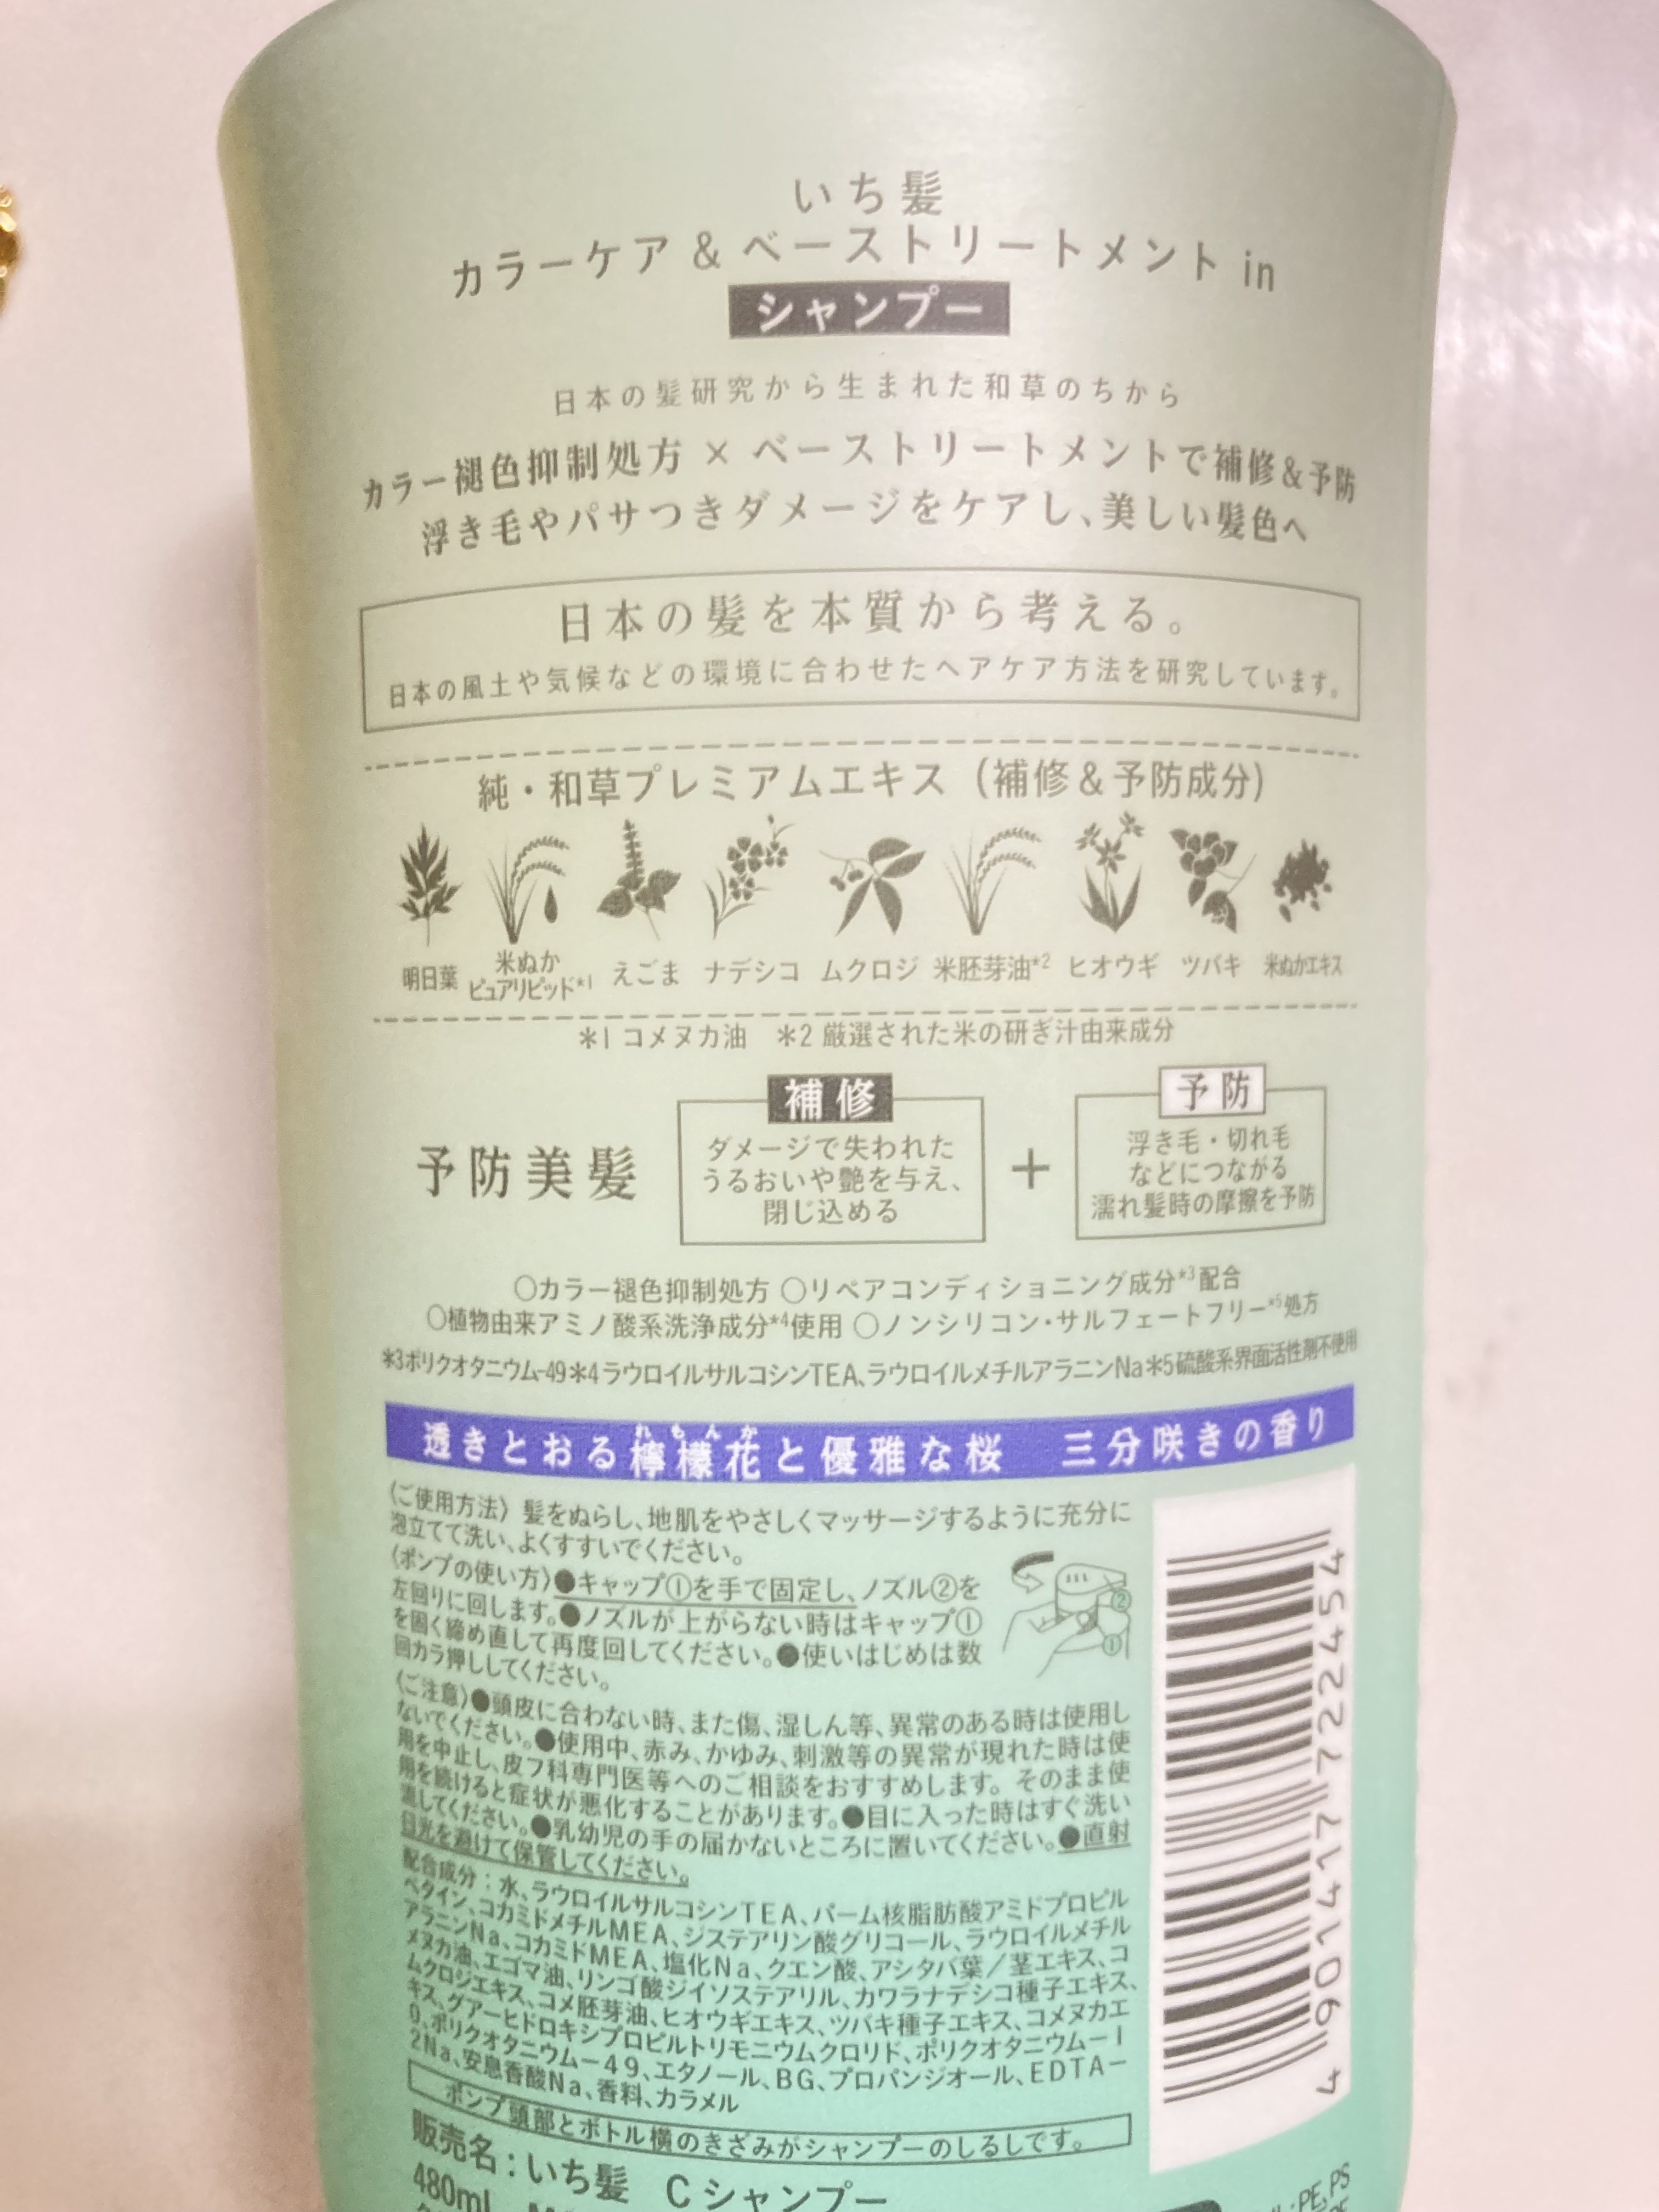 いち髪
カラーケア & ベーストリートメント in
シャンプー
日本の髪研究から生まれた和草のちから
カラー褪色抑制処方 × ベーストリートメントで補修&予防
浮き毛やパサつきダメージをケアし、美しい髪色へ
日本の髪を本質から考える。
日本の風土や気候などの環境に合わせたヘアケア方法を研究しています。
純・和草プレミアムエキス (補修&予防成分)
明日葉 米ぬかピュアリピッド*1 えごま ナデシコ ムクロジ 米胚芽油*2 ヒオウギ ツバキ 米ぬかエキス
*1 コメヌカ油 *2 厳選された米の研ぎ汁由来成分
予防美髪
補修
ダメージで失われた
うるおいや艶を与え、
閉じ込める
+
予防
浮き毛・切れ毛
などにつながる
濡れ髪時の摩擦を予防
○カラー褪色抑制処方 ○リペアコンディショニング成分*3配合
○植物由来アミノ酸系洗浄成分*4使用 ○ノンシリコン・サルフェートフリー*5処方
*3ポリクオタニウム-49*4ラウロイルサルコシンTEA、ラウロイルメチルアラニンNa*5硫酸系界面活性剤不使用
れもんか
透きとおる檸檬花と優雅な桜 三分咲きの香り
〈ご使用方法〉髪をぬらし、地肌をやさしくマッサージするように充分に
泡立てて洗い、よくすすいでください。
〈ポンプの使い方〉●キャップ①を手で固定し、ノズル②を
左回りに回します。●ノズルが上がらない時はキャップ①
を固く締め直して再度回してください。●使いはじめは数
回カラ押ししてください。
② ①
〈ご注意〉●頭皮に合わない時、また傷、湿しん等、異常のある時は使用し
ないでください。●使用中、赤み、かゆみ、刺激等の異常が現れた時は使
用を中止し、皮フ科専門医等へのご相談をおすすめします。そのまま使
用を続けると症状が悪化することがあります。●目に入った時はすぐ洗い
流してください。●乳幼児の手の届かないところに置いてください。●直射
日光を避けて保管してください。
配合成分：水、ラウロイルサルコシンTEA、パーム核脂肪酸アミドプロピル
ベタイン、コカミドメチルMEA、ジステアリン酸グリコール、ラウロイルメチル
アラニンNa、コカミドMEA、塩化Na、クエン酸、アシタバ葉/茎エキス、コ
メヌカ油、エゴマ油、リンゴ酸ジイソステアリル、カワラナデシコ種子エキス、
ムクロジエキス、コメ胚芽油、ヒオウギエキス、ツバキ種子エキス、コメヌカエ
キス、グアーヒドロキシプロピルトリモニウムクロリド、ポリクオタニウム-1
0、ポリクオタニウム-49、エタノール、BG、プロパンジオール、EDTA-
2Na、安息香酸Na、香料、カラメル
ポンプ頭部とボトル横のきざみがシャンプーのしるしです。
販売名：いち髪 Cシャンプー
480mL
:PE,PS
4 901417 722454